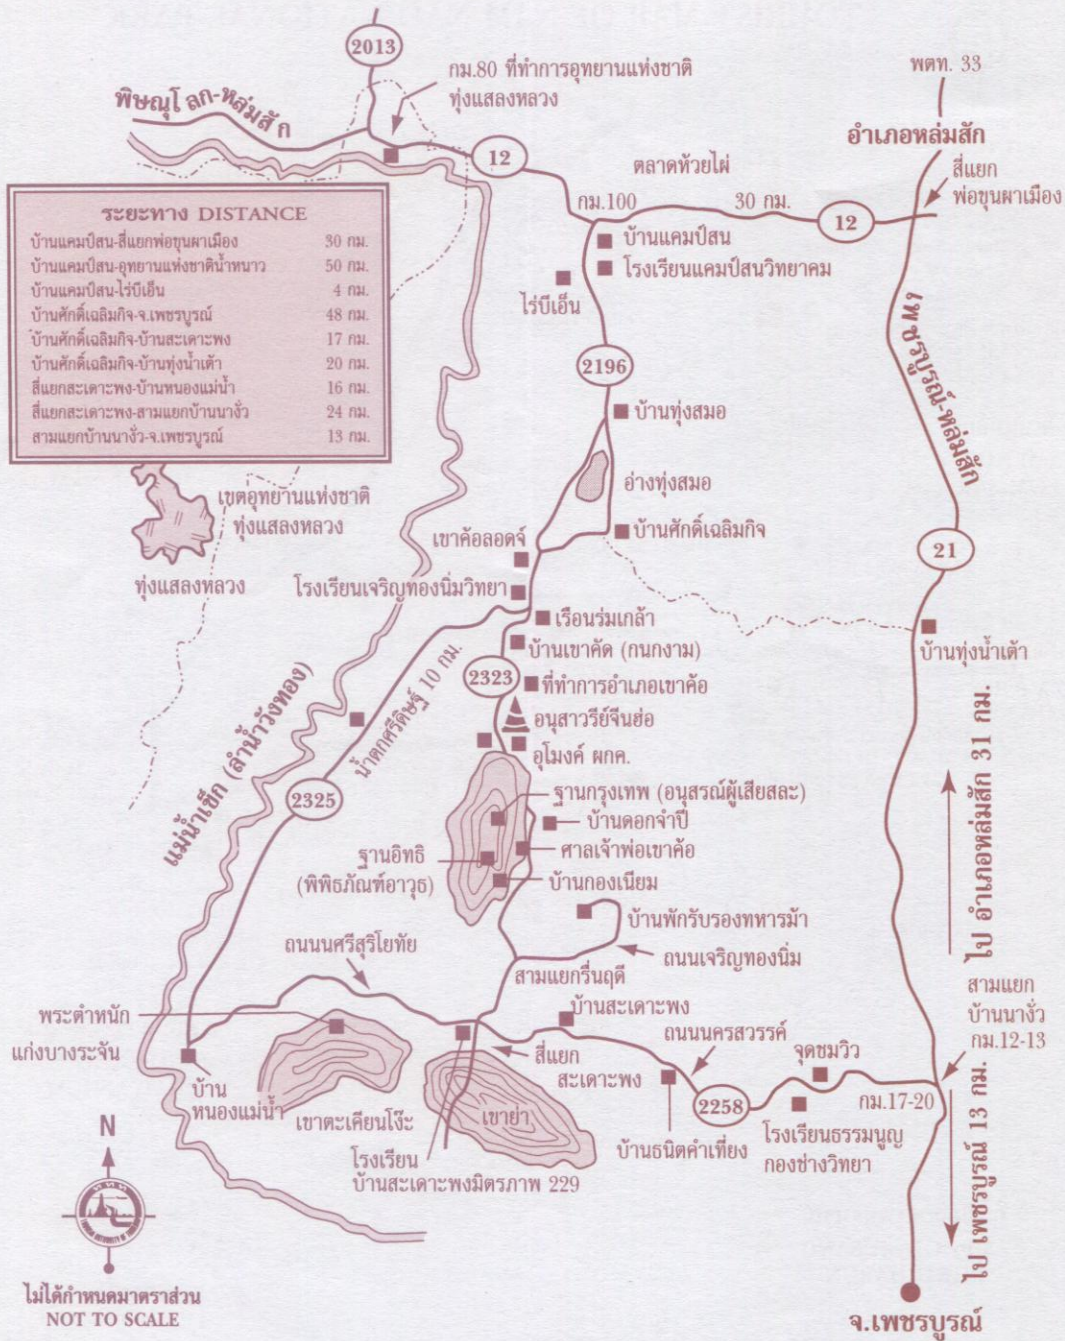 2013
กม.80 ที่ทำการอุทยานแห่งชาติ
ทุ่งแสลงหลวง
พตท. 33
พิษณุโลก-หล่มสัก
อำเภอหล่มสัก
12
ตลาดห้วยไผ่
สี่แยก
พ่อขุนผาเมือง
กม.100
30 กม.
12
ระยะทาง DISTANCE
บ้านแคมป์สน-สี่แยกพ่อขุนผาเมือง 30 กม.
บ้านแคมป์สน-อุทยานแห่งชาติน้ำหนาว 50 กม.
บ้านแคมป์สน-ไร่บีเอ็น 4 กม.
บ้านศักดิ์เฉลิมกิจ-จ.เพชรบูรณ์ 48 กม.
บ้านศักดิ์เฉลิมกิจ-บ้านสะเดาะพง 17 กม.
บ้านศักดิ์เฉลิมกิจ-บ้านทุ่งน้ำเต้า 20 กม.
สี่แยกสะเดาะพง-บ้านหนองแม่น้ำ 16 กม.
สี่แยกสะเดาะพง-สามแยกบ้านนางั่ว 24 กม.
สามแยกบ้านนางั่ว-จ.เพชรบูรณ์ 13 กม.
บ้านแคมป์สน
โรงเรียนแคมป์สนวิทยาคม
ไร่บีเอ็น
เพชรบูรณ์-หล่มสัก
2196
บ้านทุ่งสมอ
อ่างทุ่งสมอ
เขตอุทยานแห่งชาติ
ทุ่งแสลงหลวง
ทุ่งแสลงหลวง
บ้านศักดิ์เฉลิมกิจ
เขาค้อลอดจ์
21
โรงเรียนเจริญทองนิ่มวิทยา
เรือนร่มเกล้า
บ้านทุ่งน้ำเต้า
บ้านเขาคัด (กนกงาม)
2323
ที่ทำการอำเภอเขาค้อ
อนุสาวรีย์จีนฮ่อ
อุโมงค์ ผกค.
น้ำตกศรีดิษฐ์ 10 กม.
แม่น้ำเข็ก (ลำน้ำวังทอง)
2325
ไป อำเภอหล่มสัก 31 กม.
ฐานกรุงเทพ (อนุสรณ์ผู้เสียสละ)
บ้านดอกจำปี
ศาลเจ้าพ่อเขาค้อ
ฐานอิทธิ
(พิพิธภัณฑ์อาวุธ)
บ้านกองเนียม
บ้านพักรับรองทหารม้า
ถนนเจริญทองนิ่ม
ถนนศรีสุริโยทัย
สามแยกรื่นฤดี
สามแยก
บ้านนางั่ว
กม.12-13
บ้านสะเดาะพง
ถนนนครสวรรค์
พระตำหนัก
แก่งบางระจัน
จุดชมวิว
สี่แยก
สะเดาะพง
บ้าน
หนองแม่น้ำ
2258
กม.17-20
เขาตะเคียนโง๊ะ
เขาย่า
บ้านธนิตคำเที่ยง
โรงเรียนธรรมนูญ
กองช่างวิทยา
โรงเรียน
บ้านสะเดาะพงมิตรภาพ 229
ไป เพชรบูรณ์ 13 กม.
N
ไม่ได้กำหนดมาตราส่วน
NOT TO SCALE
จ.เพชรบูรณ์